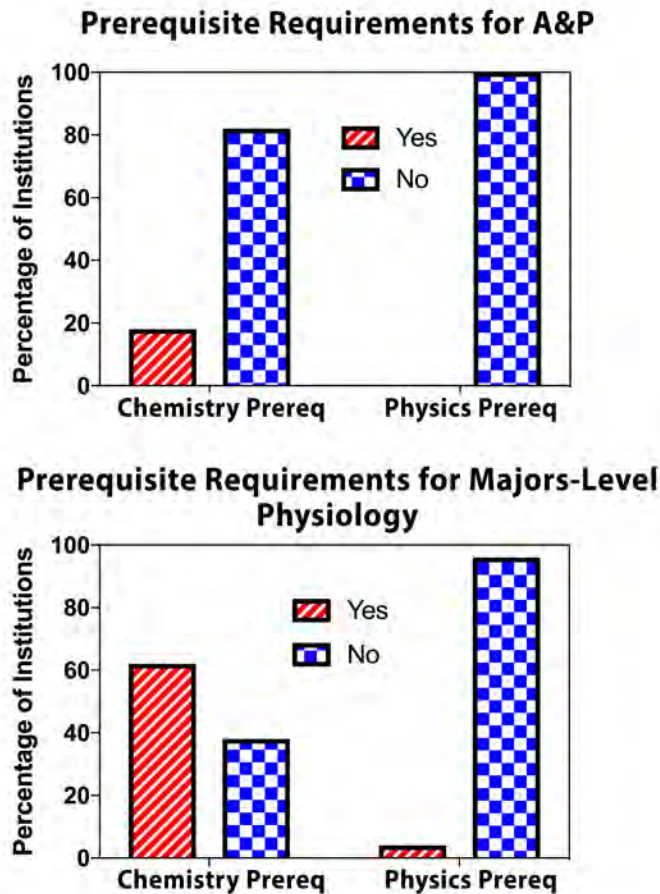 Prerequisite Requirements for A&P
Percentage of Institutions
100
80
60
40
20
0
Yes
No
Chemistry Prereq
Physics Prereq
Prerequisite Requirements for Majors-Level
Physiology
Percentage of Institutions
100
80
60
40
20
0
Yes
No
Chemistry Prereq
Physics Prereq